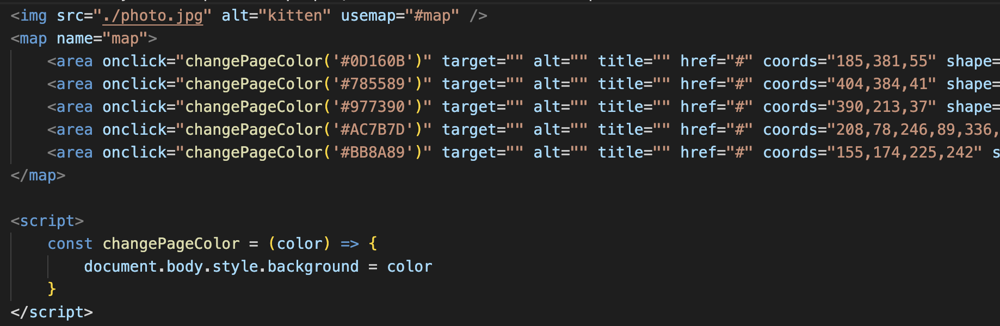 <img src="./photo.jpg" alt="kitten" usemap="#map" />
<map name="map">
<area onclick="changePageColor('#0D160B')" target="" alt="" title="" href="#" coords="185,381,55" shape=
<area onclick="changePageColor('#785589')" target="" alt="" title="" href="#" coords="404,384,41" shape=
<area onclick="changePageColor('#977390')" target="" alt="" title="" href="#" coords="390,213,37" shape=
<area onclick="changePageColor('#AC7B7D')" target="" alt="" title="" href="#" coords="208,78,246,89,336,
<area onclick="changePageColor('#BB8A89')" target="" alt="" title="" href="#" coords="155,174,225,242" s
</map>
<script>
const changePageColor = (color) => {
document.body.style.background = color
}
</script>